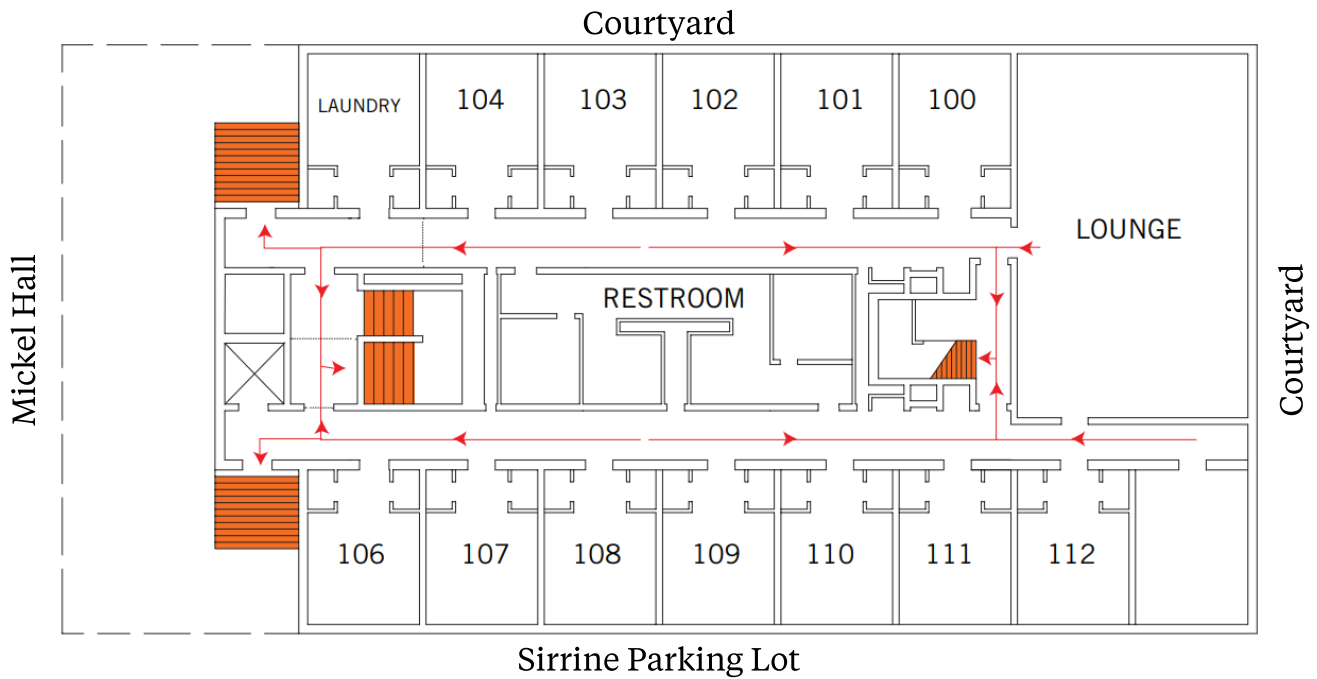 Courtyard
LAUNDRY
104
103
102
101
100
LOUNGE
Mickel Hall
RESTROOM
Courtyard
106
107
108
109
110
111
112
Sirrine Parking Lot